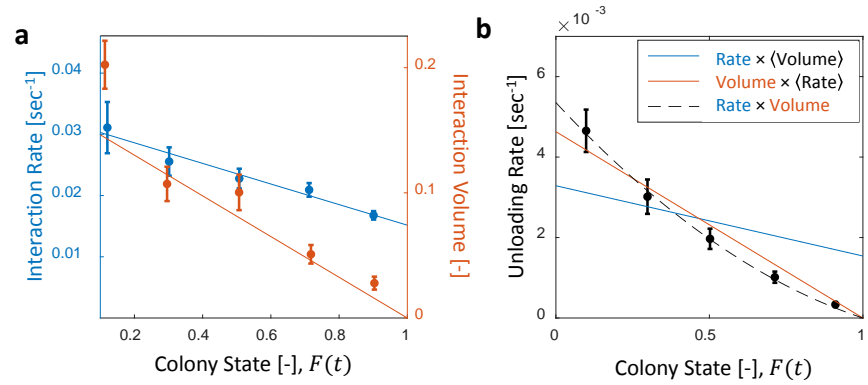 a
Interaction Rate [sec⁻¹]
0.04
0.03
0.02
0.01
0.2
0.1
0
Interaction Volume [-]
0.2
0.4
0.6
0.8
1
Colony State [-], F(t)
b
× 10⁻³
Unloading Rate [sec⁻¹]
6
4
2
0
Rate × ⟨Volume⟩
Volume × ⟨Rate⟩
Rate × Volume
0
0.5
1
Colony State [-], F(t)